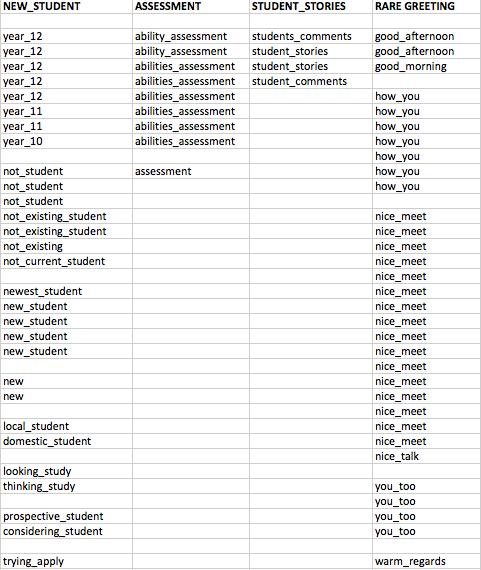 NEW_STUDENT ASSESSMENT STUDENT_STORIES RARE GREETING
year_12 ability_assessment students_comments good_afternoon
year_12 ability_assessment student_stories good_afternoon
year_12 abilities_assessment student_stories good_morning
year_12 abilities_assessment student_comments
year_12 abilities_assessment how_you
year_11 abilities_assessment how_you
year_11 abilities_assessment how_you
year_10 abilities_assessment how_you
how_you
not_student assessment how_you
not_student how_you
not_student
not_existing_student nice_meet
not_existing_student nice_meet
not_existing nice_meet
not_current_student nice_meet
nice_meet
newest_student nice_meet
new_student nice_meet
new_student nice_meet
new_student nice_meet
new_student nice_meet
nice_meet
new nice_meet
new nice_meet
nice_meet
local_student nice_meet
domestic_student nice_meet
nice_talk
looking_study
thinking_study you_too
you_too
prospective_student you_too
considering_student you_too
trying_apply warm_regards